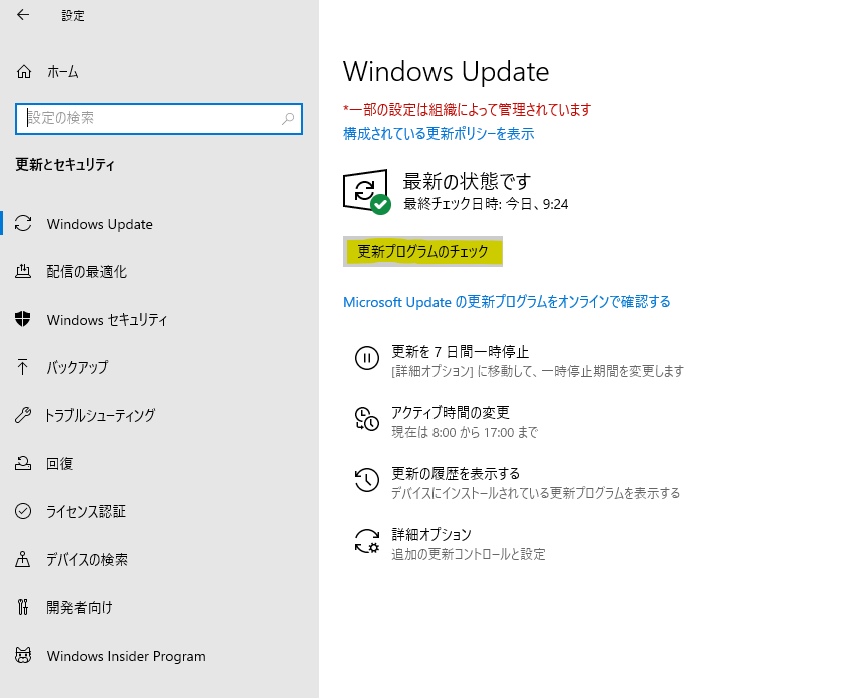 設定
ホーム
設定の検索
更新とセキュリティ
Windows Update
配信の最適化
Windows セキュリティ
バックアップ
トラブルシューティング
回復
ライセンス認証
デバイスの検索
開発者向け
Windows Insider Program
Windows Update
*一部の設定は組織によって管理されています
構成されている更新ポリシーを表示
最新の状態です
最終チェック日時: 今日、9:24
更新プログラムのチェック
Microsoft Update の更新プログラムをオンラインで確認する
更新を 7 日間一時停止
[詳細オプション] に移動して、一時停止期間を変更します
アクティブ時間の変更
現在は 8:00 から 17:00 まで
更新の履歴を表示する
デバイスにインストールされている更新プログラムを表示する
詳細オプション
追加の更新コントロールと設定